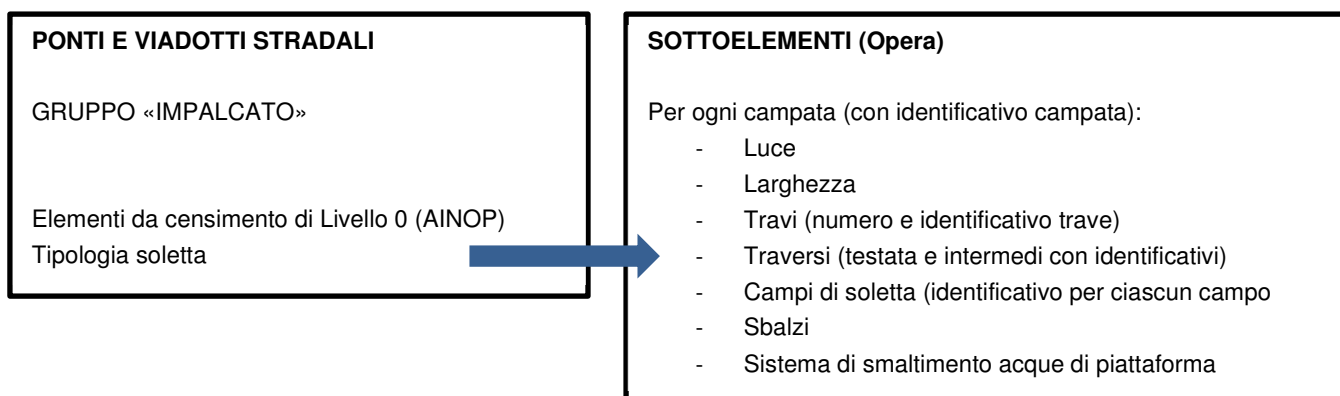 PONTI E VIADOTTI STRADALI
GRUPPO «IMPALCATO»
Elementi da censimento di Livello 0 (AINOP)
Tipologia soletta
SOTTOELEMENTI (Opera)
Per ogni campata (con identificativo campata):
- Luce
- Larghezza
- Travi (numero e identificativo trave)
- Traversi (testata e intermedi con identificativi)
- Campi di soletta (identificativo per ciascun campo
- Sbalzi
- Sistema di smaltimento acque di piattaforma